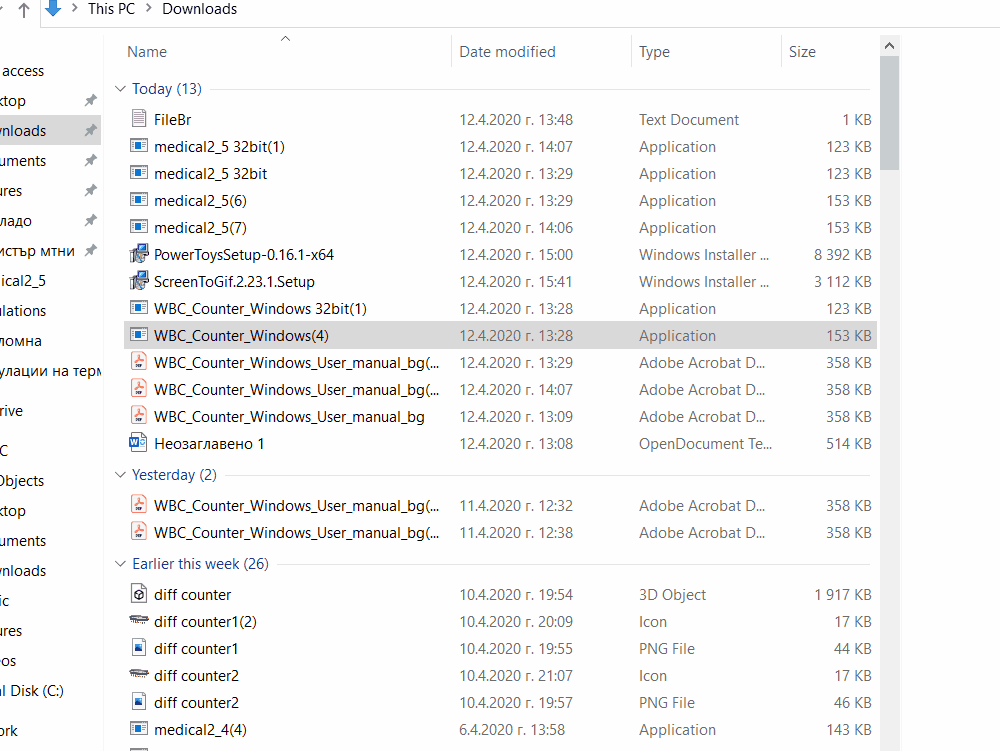 This PC > Downloads
Name Date modified Type Size
access
ktop
nloads
uments
ures
ладо
истър мтни
ical2_5
ulations
ломна
улации на терм
rive
C
Objects
ktop
uments
wnloads
ic
ures
os
l Disk (C:)
ork
Today (13)
FileBr 12.4.2020 г. 13:48 Text Document 1 KB
medical2_5 32bit(1) 12.4.2020 г. 14:07 Application 123 KB
medical2_5 32bit 12.4.2020 г. 13:29 Application 123 KB
medical2_5(6) 12.4.2020 г. 13:29 Application 153 KB
medical2_5(7) 12.4.2020 г. 14:06 Application 153 KB
PowerToysSetup-0.16.1-x64 12.4.2020 г. 15:00 Windows Installer ... 8 392 KB
ScreenToGif.2.23.1.Setup 12.4.2020 г. 15:41 Windows Installer ... 3 112 KB
WBC_Counter_Windows 32bit(1) 12.4.2020 г. 13:28 Application 123 KB
WBC_Counter_Windows(4) 12.4.2020 г. 13:28 Application 153 KB
WBC_Counter_Windows_User_manual_bg(... 12.4.2020 г. 13:29 Adobe Acrobat D... 358 KB
WBC_Counter_Windows_User_manual_bg(... 12.4.2020 г. 14:07 Adobe Acrobat D... 358 KB
WBC_Counter_Windows_User_manual_bg 12.4.2020 г. 13:09 Adobe Acrobat D... 358 KB
Неозаглавено 1 12.4.2020 г. 13:08 OpenDocument Te... 514 KB
Yesterday (2)
WBC_Counter_Windows_User_manual_bg(... 11.4.2020 г. 12:32 Adobe Acrobat D... 358 KB
WBC_Counter_Windows_User_manual_bg(... 11.4.2020 г. 12:38 Adobe Acrobat D... 358 KB
Earlier this week (26)
diff counter 10.4.2020 г. 19:54 3D Object 1 917 KB
diff counter1(2) 10.4.2020 г. 20:09 Icon 17 KB
diff counter1 10.4.2020 г. 19:55 PNG File 44 KB
diff counter2 10.4.2020 г. 21:07 Icon 17 KB
diff counter2 10.4.2020 г. 19:57 PNG File 46 KB
medical2_4(4) 6.4.2020 г. 13:58 Application 143 KB